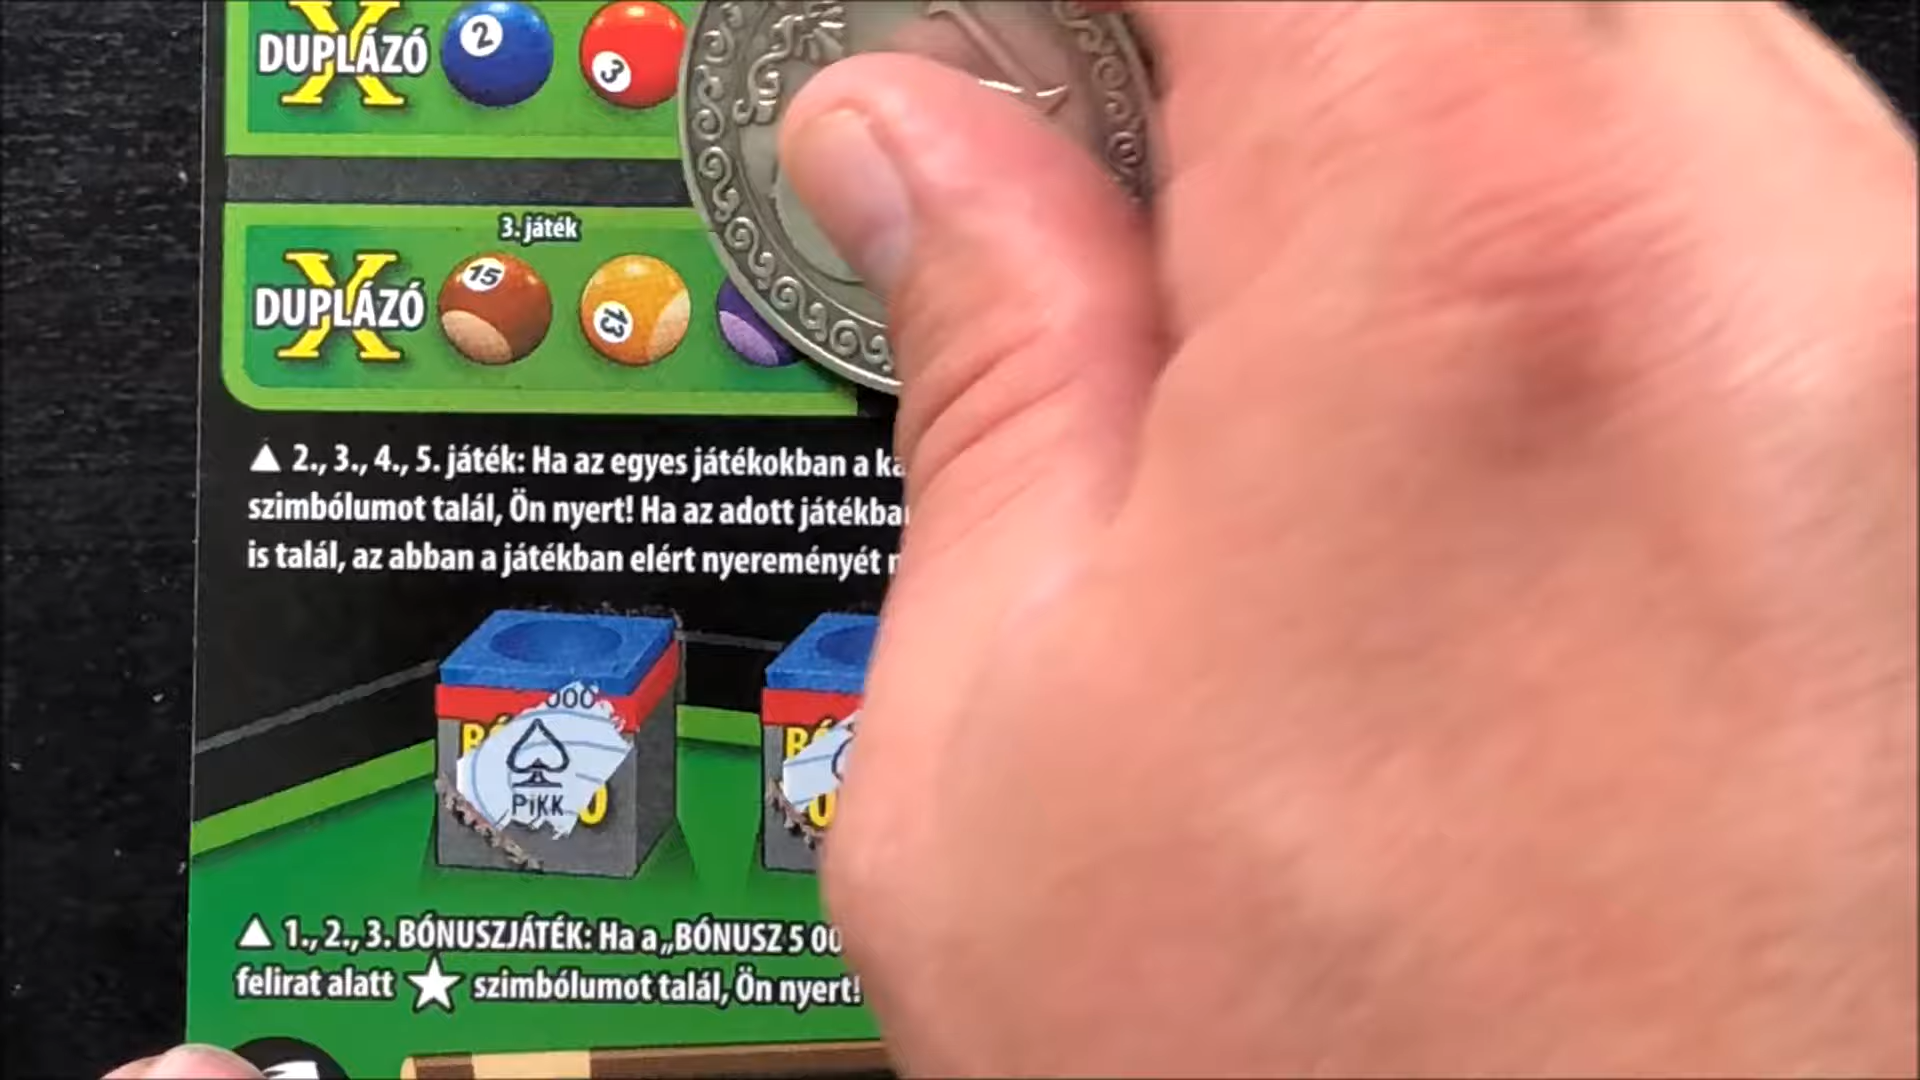 X
DUPLÁZÓ
2
3
3. játék
X
DUPLÁZÓ
15
13
▲ 2., 3., 4., 5. játék: Ha az egyes játékokban a
szimbólumot talál, Ön nyert! Ha az adott
is talál, az abban a játékban elért nyereményét
000
PiKK
▲ 1., 2., 3. BÓNUSZJÁTÉK: Ha a „BÓNUSZ 5 00
felirat alatt ★ szimbólumot talál, Ön nyert!